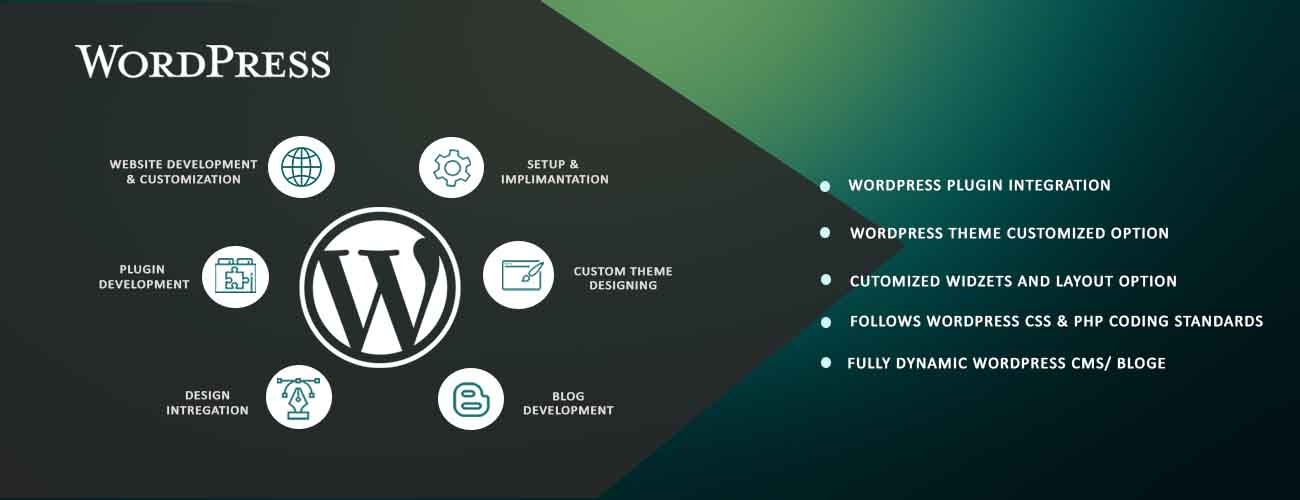 WORDPRESS
WEBSITE DEVELOPMENT
& CUSTOMIZATION
SETUP &
IMPLIMANTATION
PLUGIN
DEVELOPMENT
CUSTOM THEME
DESIGNING
DESIGN
INTREGATION
BLOG
DEVELOPMENT
WORDPRESS PLUGIN INTEGRATION
WORDPRESS THEME CUSTOMIZED OPTION
CUTOMIZED WIDZETS AND LAYOUT OPTION
FOLLOWS WORDPRESS CSS & PHP CODING STANDARDS
FULLY DYNAMIC WORDPRESS CMS/ BLOGE